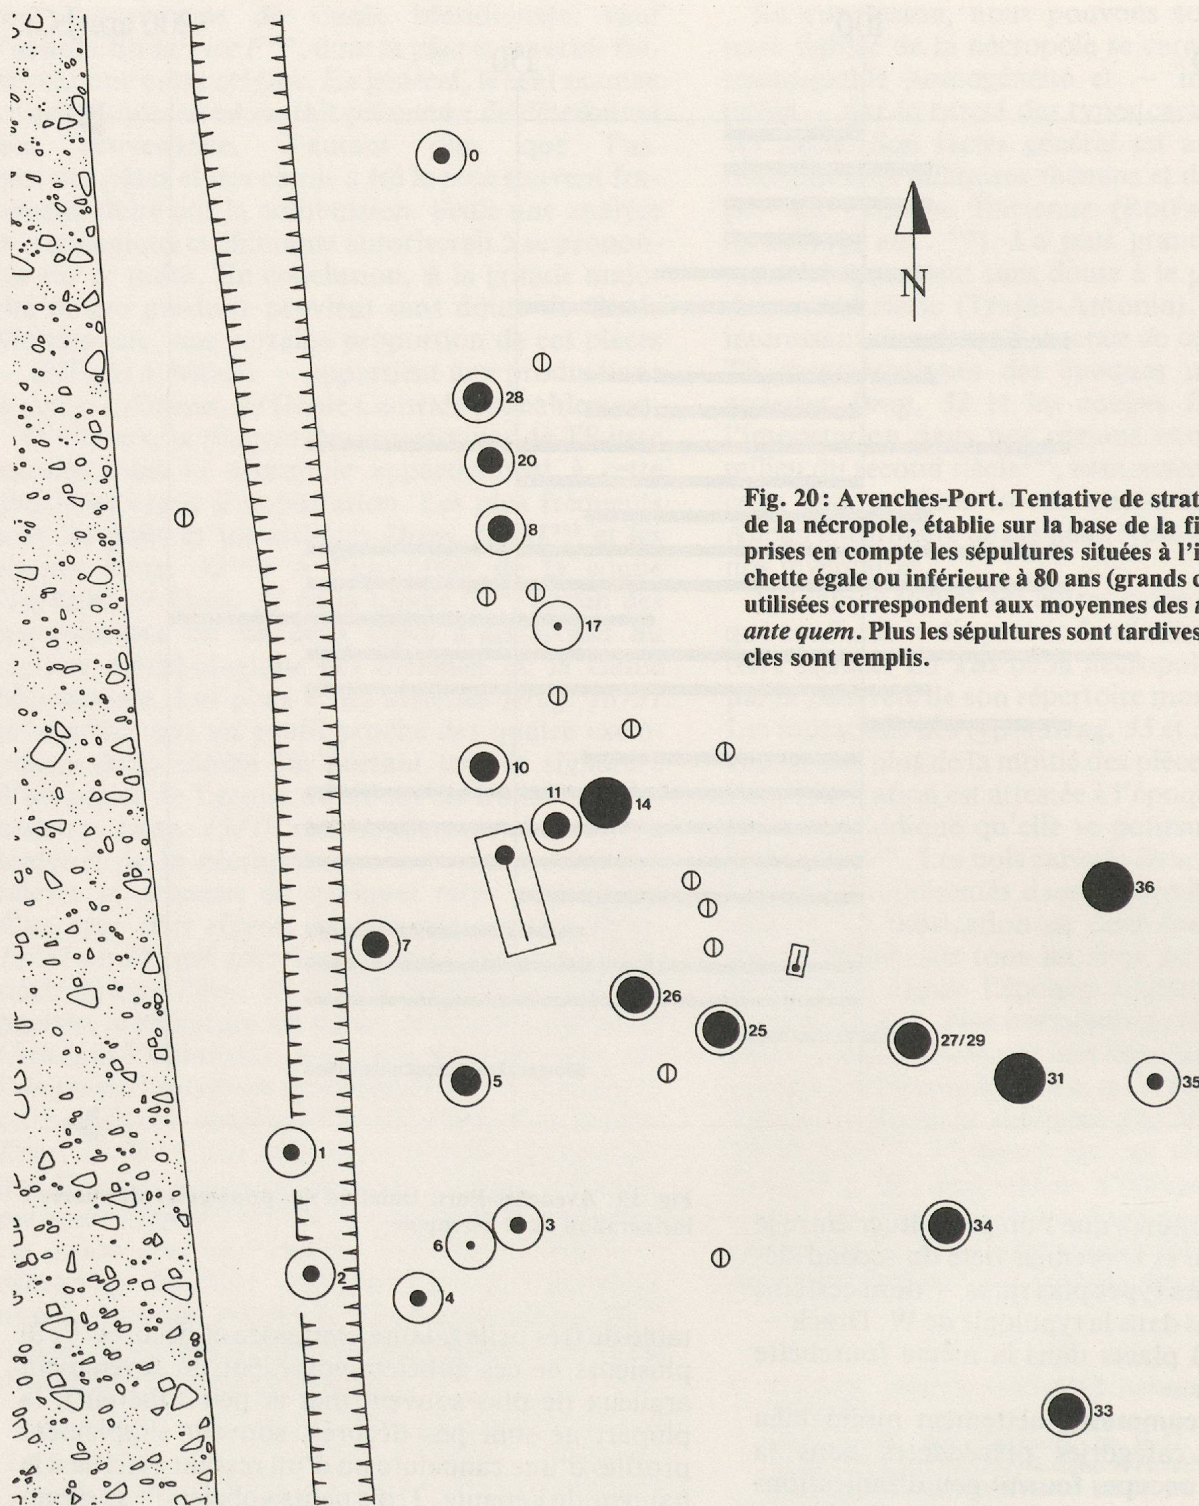 0
N
28
20
8
17
Fig. 20: Avenches-Port. Tentative de strat
de la nécropole, établie sur la base de la fi
prises en compte les sépultures situées à l'i
chette égale ou inférieure à 80 ans (grands c
utilisées correspondent aux moyennes des
ante quem. Plus les sépultures sont tardives
cles sont remplis.
10
11
14
36
7
26
25
27/29
31
35
5
1
3
6
34
2
4
33